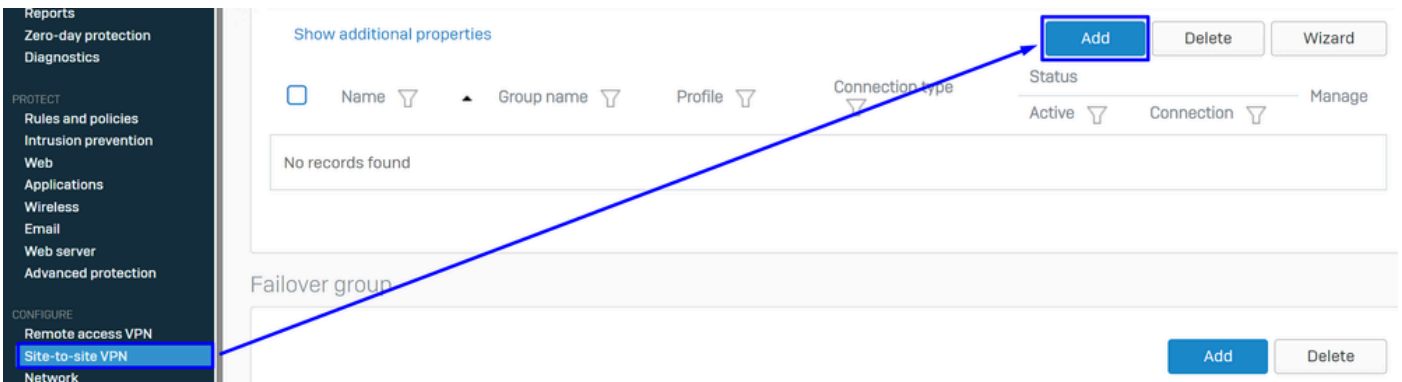 Reports
Zero-day protection
Diagnostics
PROTECT
Rules and policies
Intrusion prevention
Web
Applications
Wireless
Email
Web server
Advanced protection
CONFIGURE
Remote access VPN
Site-to-site VPN
Network
Show additional properties
Add Delete Wizard
Name Group name Profile Connection type Status Manage
Active Connection
No records found
Failover group
Add Delete